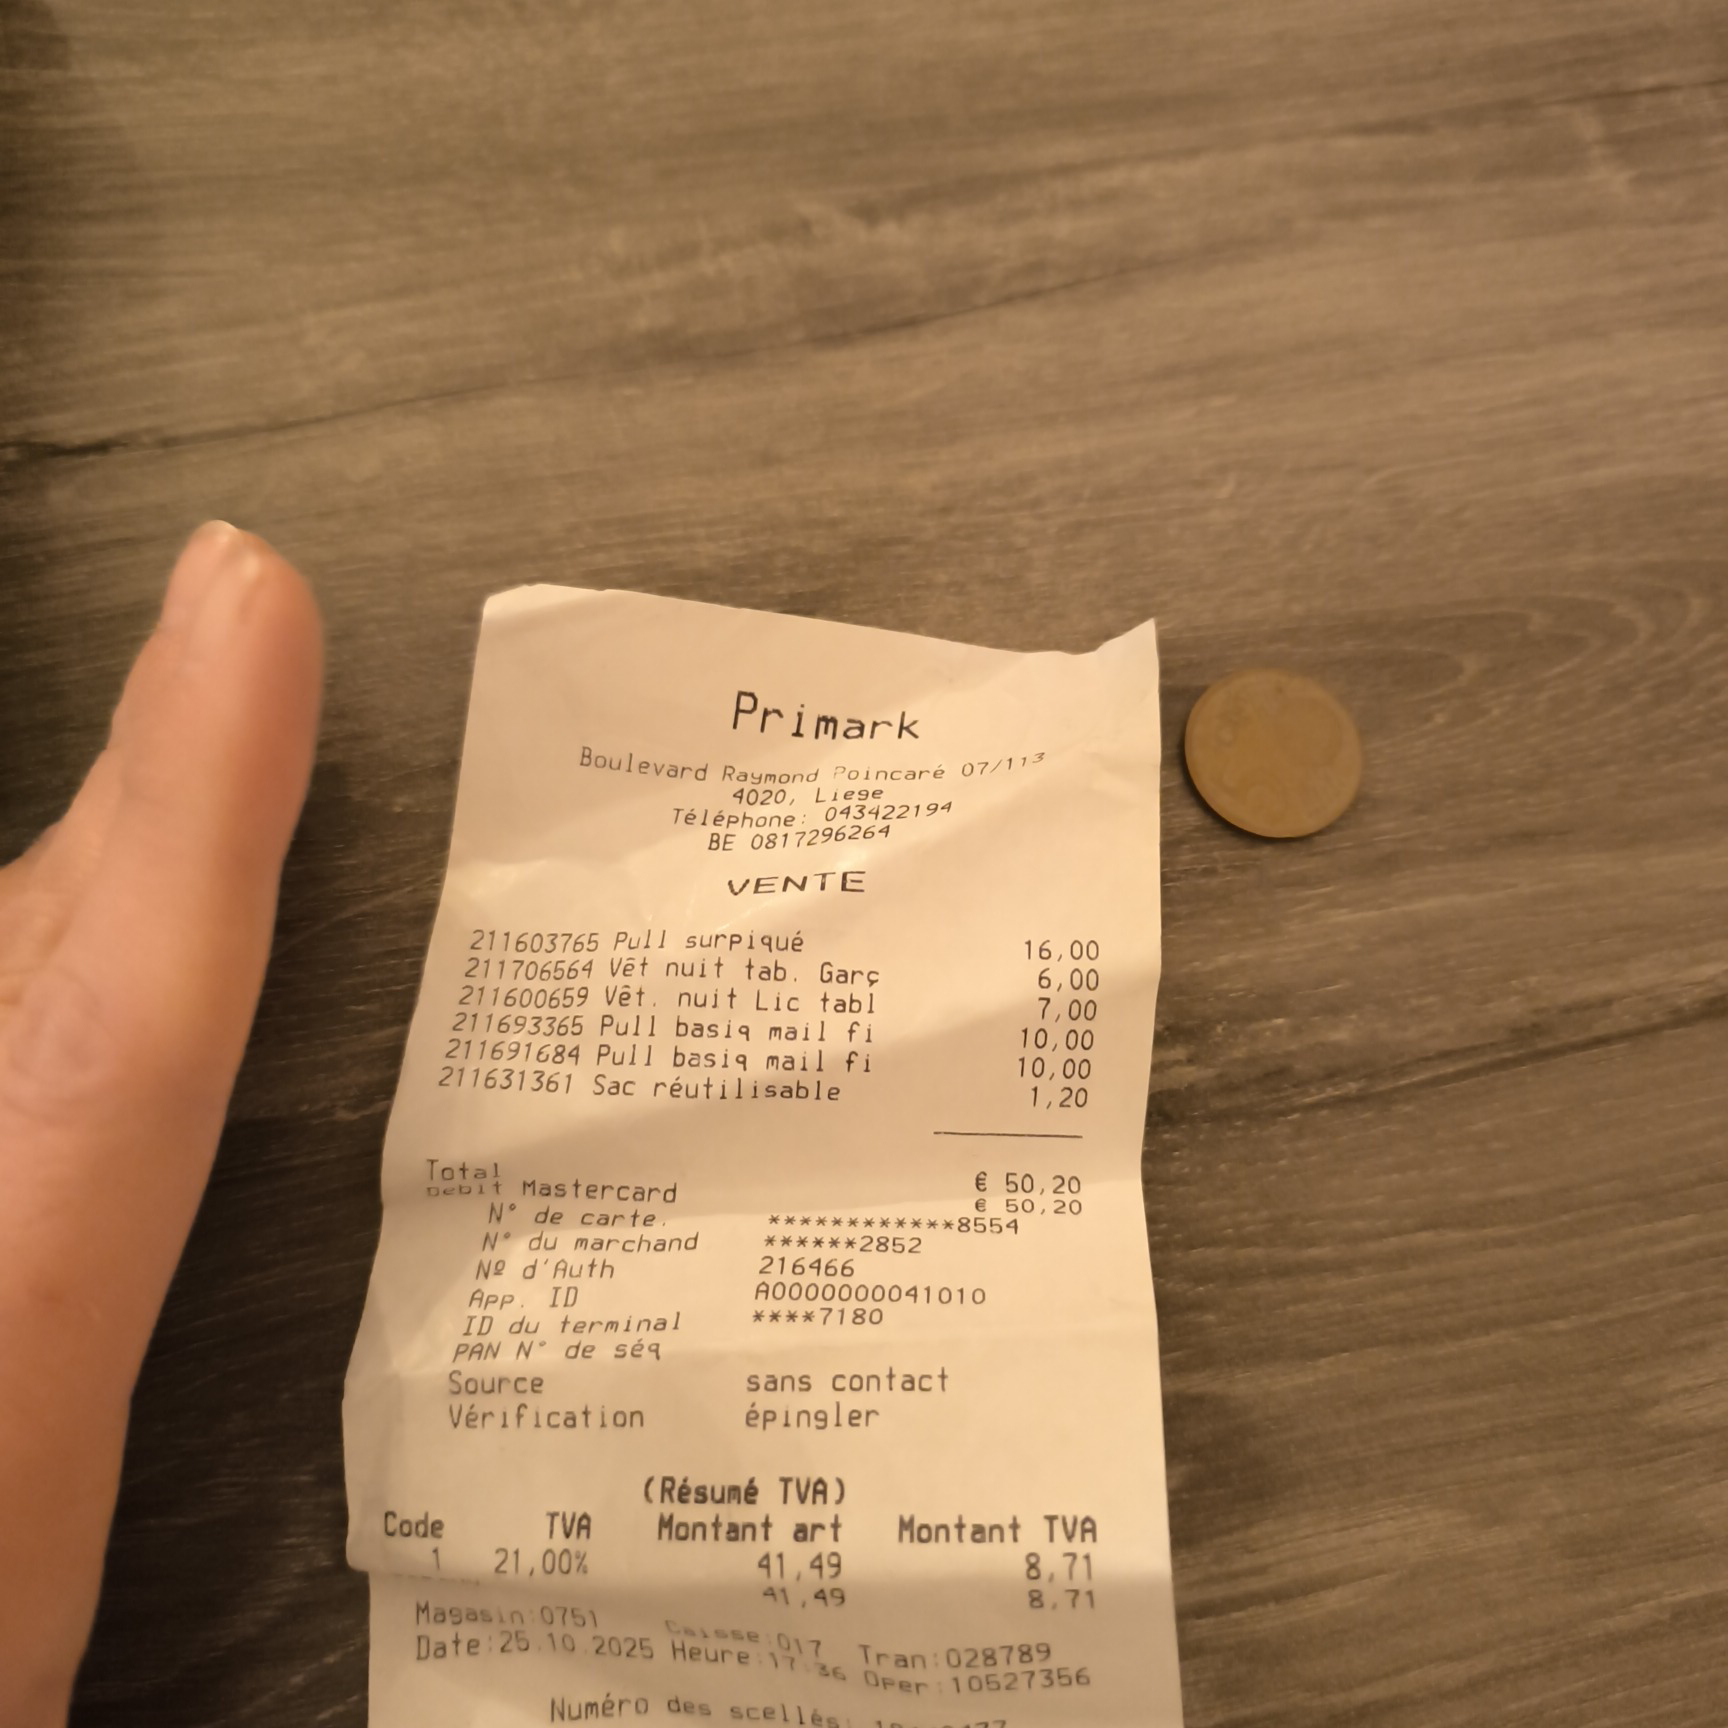 Primark
Boulevard Raymond Poincaré 07/113
4020, Liege
Téléphone: 043422194
BE 0817296264
VENTE
211603765 Pull surpiqué 16,00
211706564 Vêt nuit tab. Garç 6,00
211600659 Vêt. nuit Lic tabl 7,00
211693365 Pull basiq mail fi 10,00
211691684 Pull basiq mail fi 10,00
211631361 Sac réutilisable 1,20
Total € 50,20
Debit Mastercard € 50,20
N° de carte. ************8554
N° du marchand ******2852
Nº d'Auth 216466
App. ID A0000000041010
ID du terminal ****7180
PAN N° de séq
Source sans contact
Vérification épingler
(Résumé TVA)
Code TVA Montant art Montant TVA
1 21,00% 41,49 8,71
41,49 8,71
Magasin:0751 Caisse:017 Tran:028789
Date:25.10.2025 Heure:17:36 Oper:10527356
Numéro des scellés: